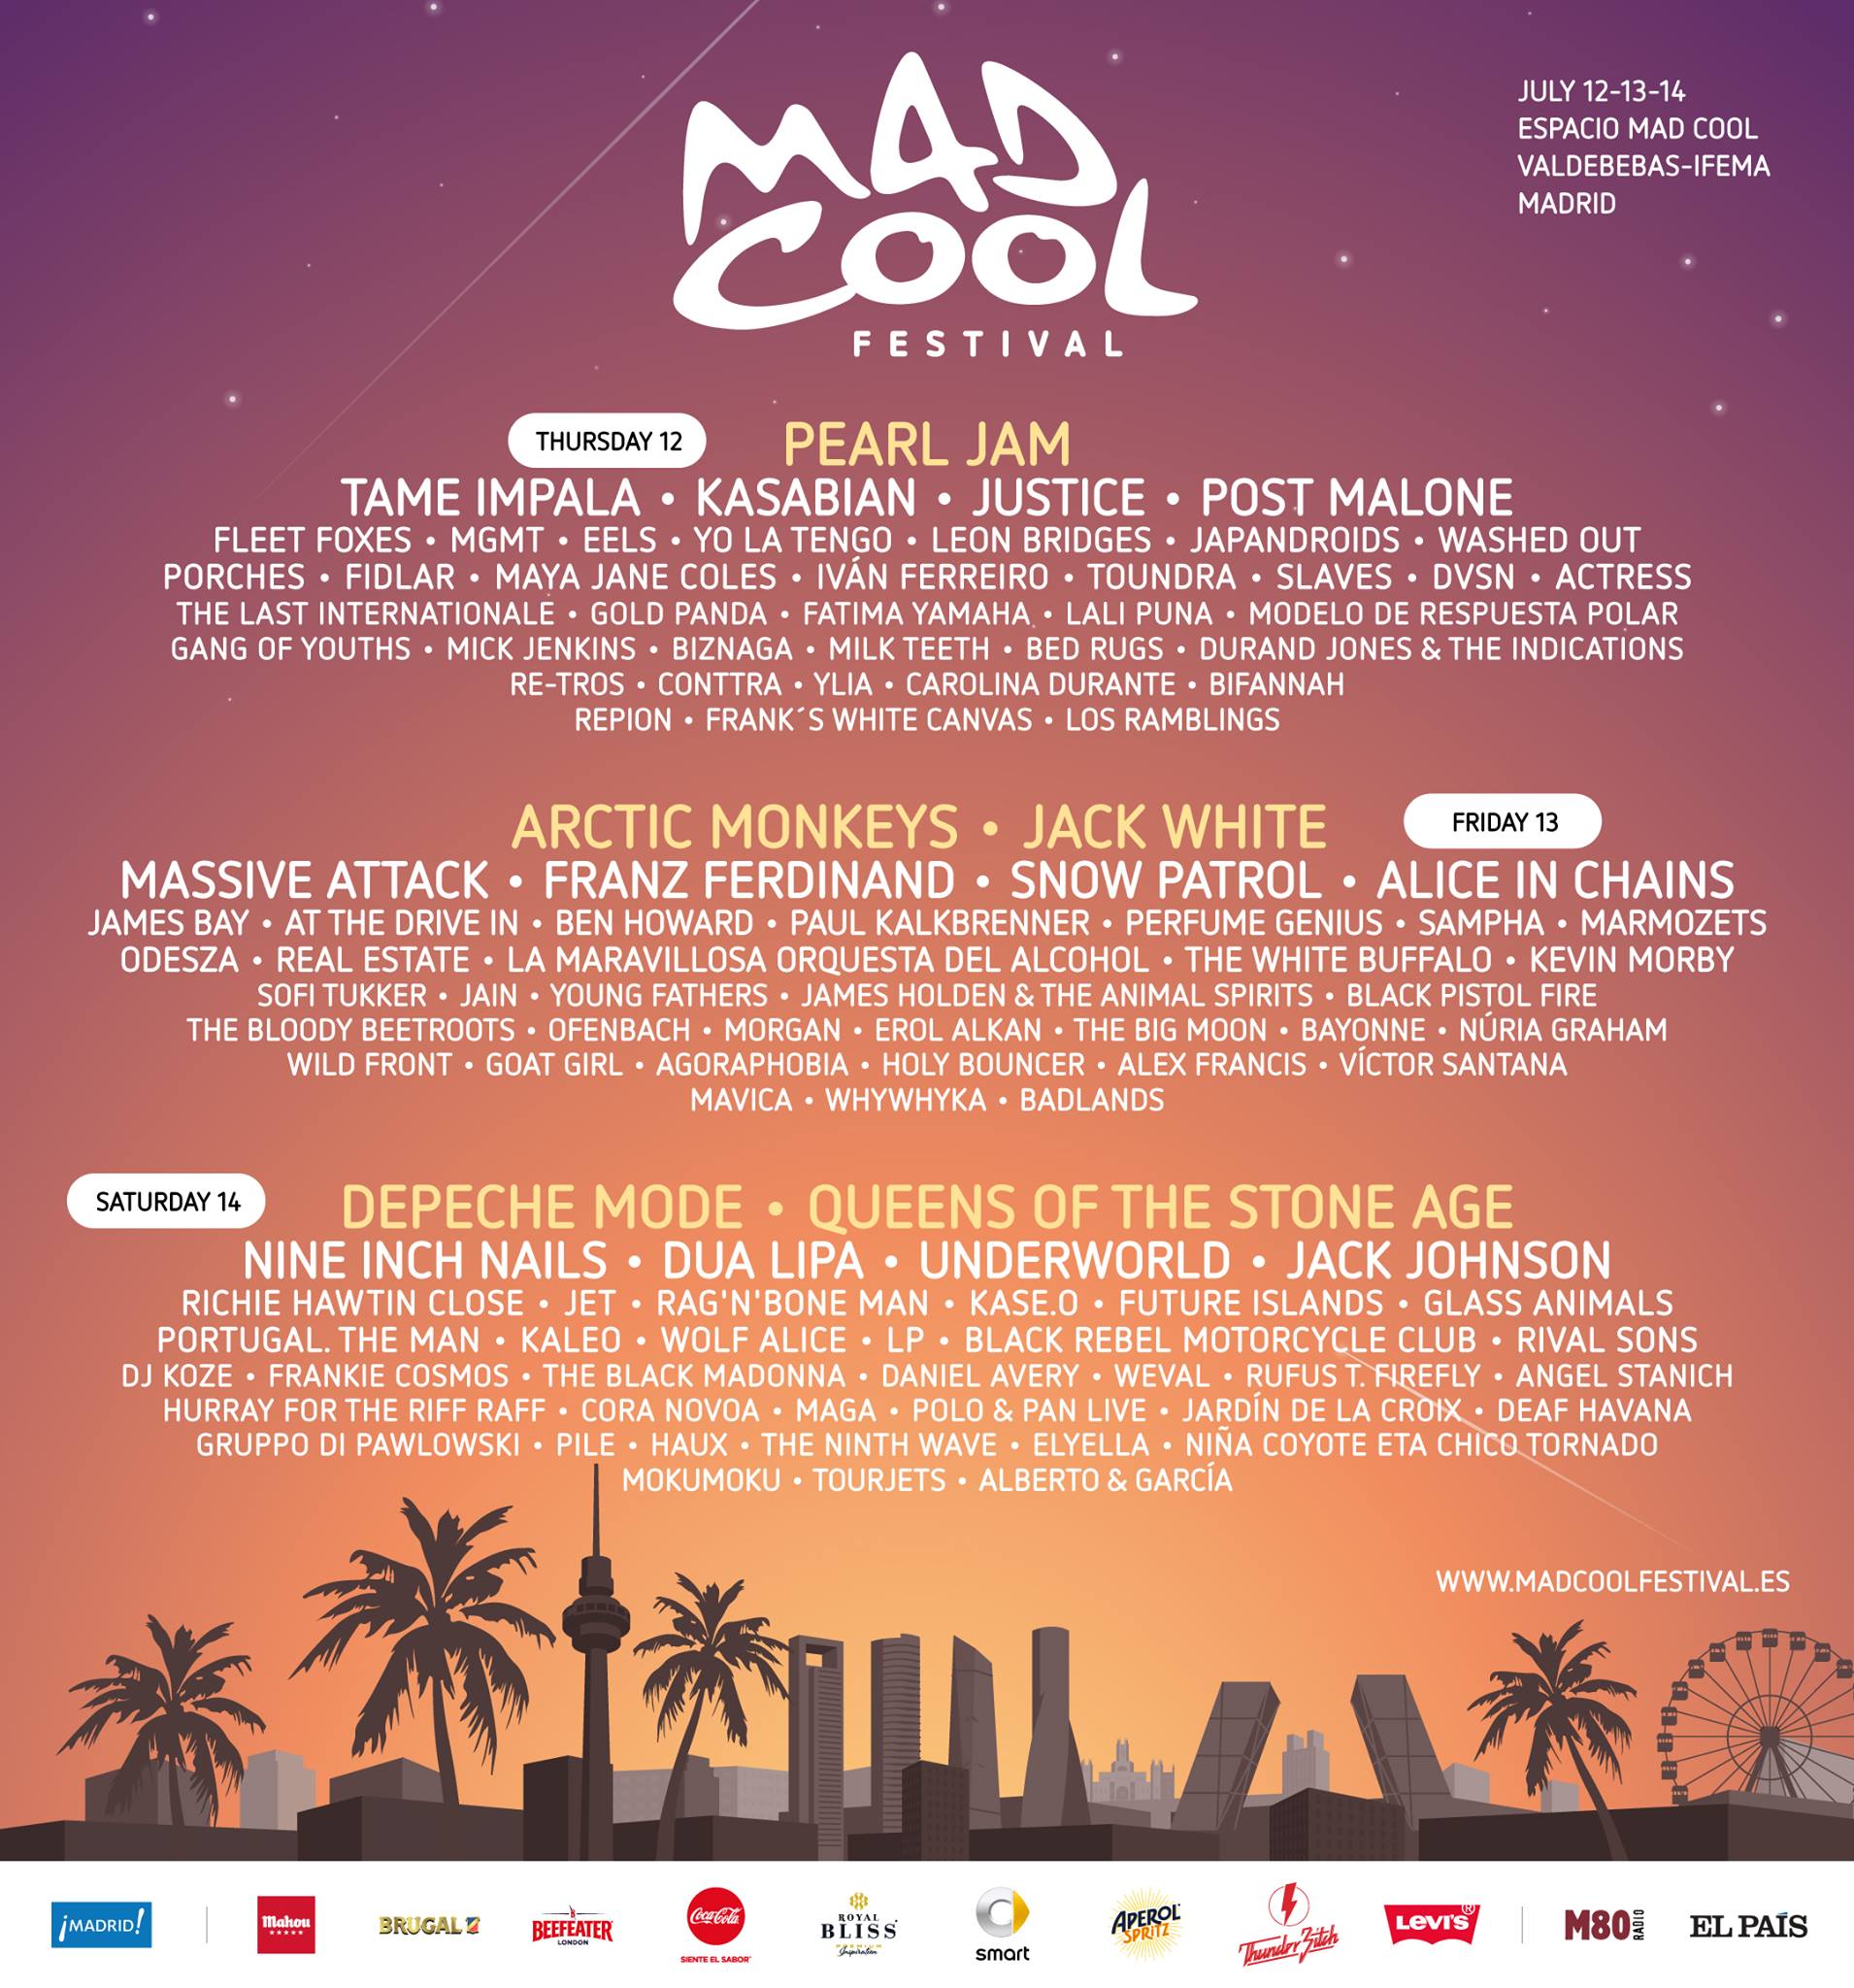 MAD
COOL
FESTIVAL
JULY 12-13-14
ESPACIO MAD COOL
VALDEBEBAS-IFEMA
MADRID
THURSDAY 12
PEARL JAM
TAME IMPALA • KASABIAN • JUSTICE • POST MALONE
FLEET FOXES • MGMT • EELS • YO LA TENGO • LEON BRIDGES • JAPANDROIDS • WASHED OUT
PORCHES • FIDLAR • MAYA JANE COLES • IVÁN FERREIRO • TOUNDRA • SLAVES • DVSN • ACTRESS
THE LAST INTERNATIONALE • GOLD PANDA • FATIMA YAMAHA • LALI PUNA • MODELO DE RESPUESTA POLAR
GANG OF YOUTHS • MICK JENKINS • BIZNAGA • MILK TEETH • BED RUGS • DURAND JONES & THE INDICATIONS
RE-TROS • CONTTRA • YLIA • CAROLINA DURANTE • BIFANNAH
REPION • FRANK´S WHITE CANVAS • LOS RAMBLINGS
ARCTIC MONKEYS • JACK WHITE
FRIDAY 13
MASSIVE ATTACK • FRANZ FERDINAND • SNOW PATROL • ALICE IN CHAINS
JAMES BAY • AT THE DRIVE IN • BEN HOWARD • PAUL KALKBRENNER • PERFUME GENIUS • SAMPHA • MARMOZETS
ODESZA • REAL ESTATE • LA MARAVILLOSA ORQUESTA DEL ALCOHOL • THE WHITE BUFFALO • KEVIN MORBY
SOFI TUKKER • JAIN • YOUNG FATHERS • JAMES HOLDEN & THE ANIMAL SPIRITS • BLACK PISTOL FIRE
THE BLOODY BEETROOTS • OFENBACH • MORGAN • EROL ALKAN • THE BIG MOON • BAYONNE • NÚRIA GRAHAM
WILD FRONT • GOAT GIRL • AGORAPHOBIA • HOLY BOUNCER • ALEX FRANCIS • VÍCTOR SANTANA
MAVICA • WHYWHYKA • BADLANDS
SATURDAY 14
DEPECHE MODE • QUEENS OF THE STONE AGE
NINE INCH NAILS • DUA LIPA • UNDERWORLD • JACK JOHNSON
RICHIE HAWTIN CLOSE • JET • RAG'N'BONE MAN • KASE.O • FUTURE ISLANDS • GLASS ANIMALS
PORTUGAL. THE MAN • KALEO • WOLF ALICE • LP • BLACK REBEL MOTORCYCLE CLUB • RIVAL SONS
DJ KOZE • FRANKIE COSMOS • THE BLACK MADONNA • DANIEL AVERY • WEVAL • RUFUS T. FIREFLY • ANGEL STANICH
HURRAY FOR THE RIFF RAFF • CORA NOVOA • MAGA • POLO & PAN LIVE • JARDÍN DE LA CROIX • DEAF HAVANA
GRUPPO DI PAWLOWSKI • PILE • HAUX • THE NINTH WAVE • ELYELLA • NIÑA COYOTE ETA CHICO TORNADO
MOKUMOKU • TOURJETS • ALBERTO & GARCÍA
WWW.MADCOOLFESTIVAL.ES
¡MADRID!
Mahou
BRUGAL
BEEFEATER
LONDON
Coca-Cola
SIENTE EL SABOR
ROYAL
BLISS
PREMIUM
Inspiration
smart
APEROL
SPRITZ
Thunder Bitch
LEVI'S®
M80 RADIO
EL PAÍS